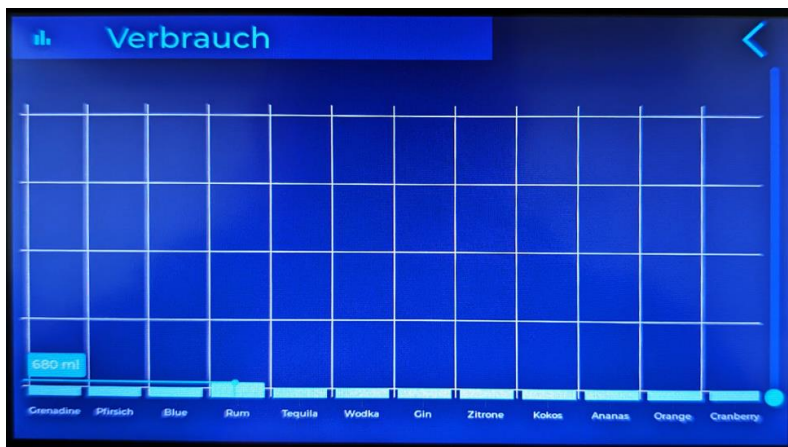 Verbrauch
680 ml
Grenadine Pfirsich Blue Rum Tequila Wodka Gin Zitrone Kokos Ananas Orange Cranberry